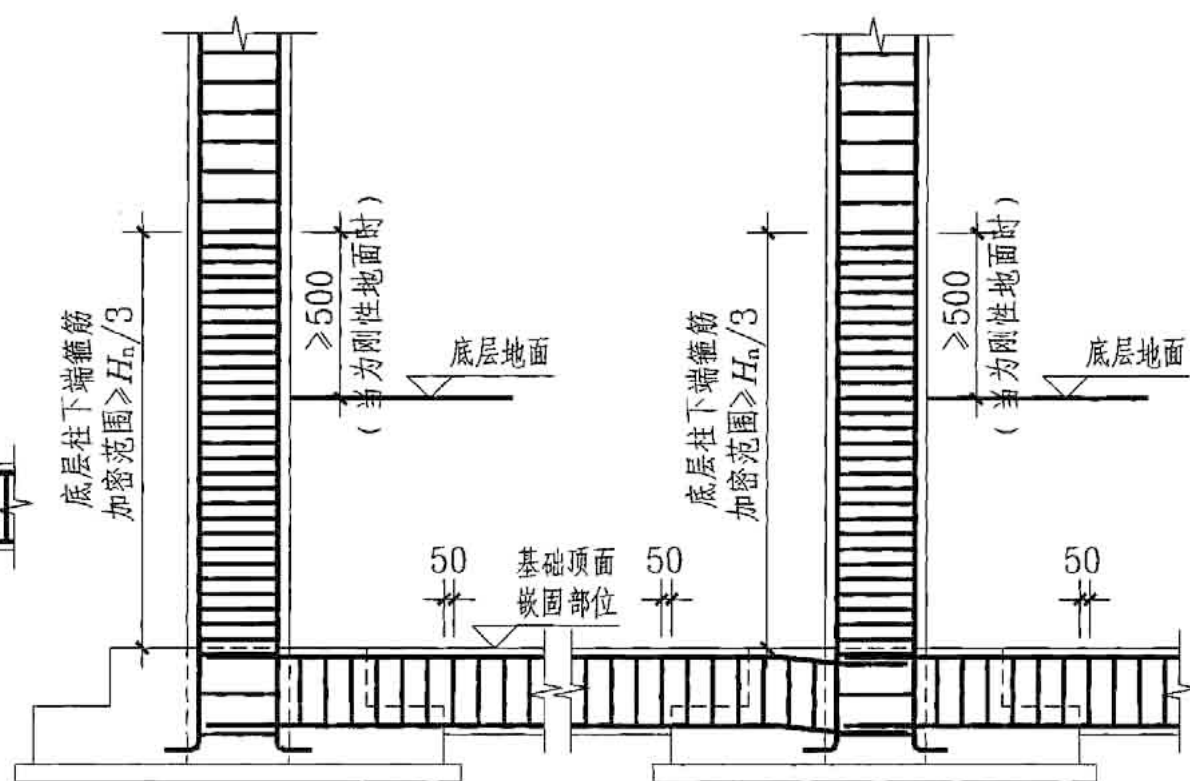 底层柱下端箍筋
加密范围≥Hn/3
≥500
(当为刚性地面时)
底层地面
50
基础顶面
嵌固部位
50
底层柱下端箍筋
加密范围≥Hn/3
≥500
(当为刚性地面时)
底层地面
50